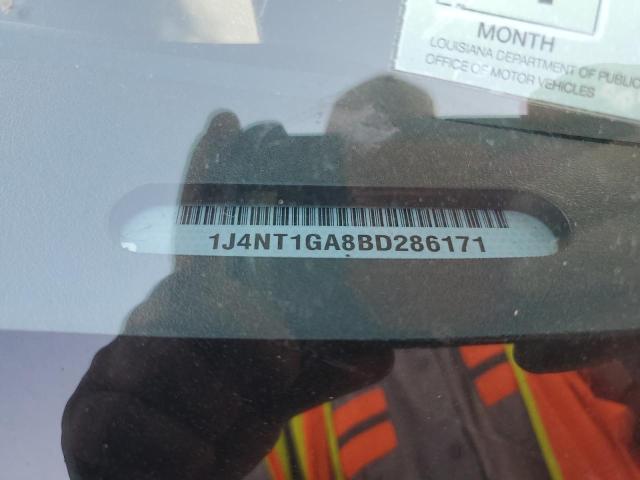 MONTH
LOUISIANA DEPARTMENT OF PUBLIC
OFFICE OF MOTOR VEHICLES
1J4NT1GA8BD286171